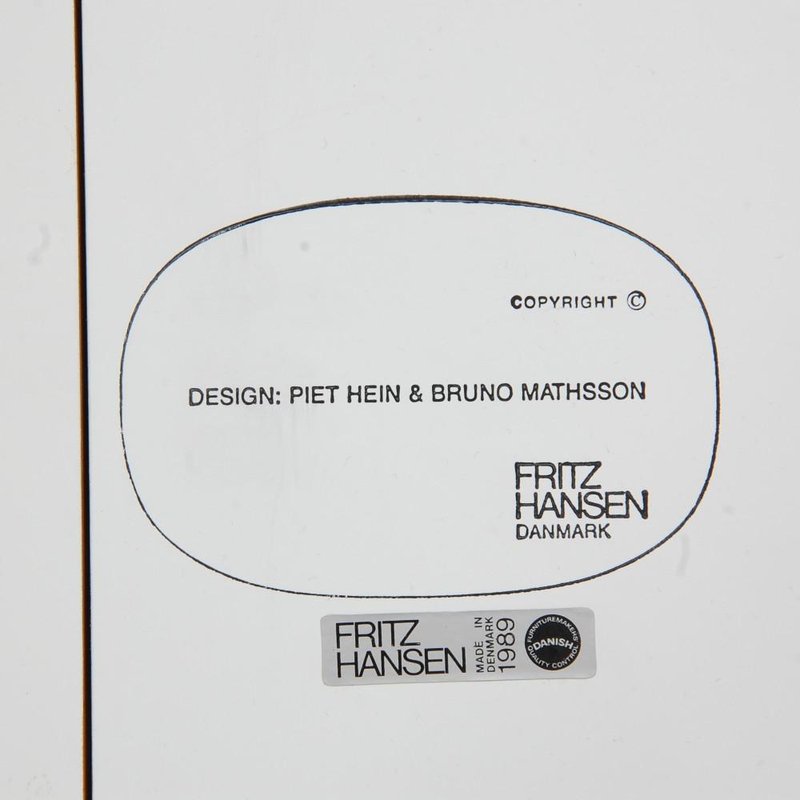 COPYRIGHT ©
DESIGN: PIET HEIN & BRUNO MATHSSON
FRITZ
HANSEN
DANMARK
FRITZ
HANSEN
MADE IN
DENMARK
1989
FURNITUREMAKERS
DANISH
QUALITY CONTROL